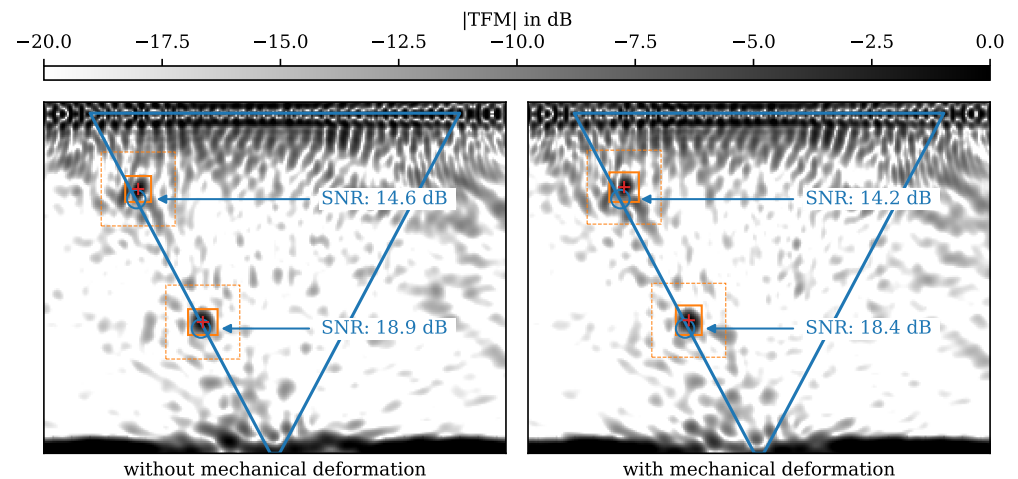 |TFM| in dB
−20.0 −17.5 −15.0 −12.5 −10.0 −7.5 −5.0 −2.5 0.0
SNR: 14.6 dB SNR: 14.2 dB
SNR: 18.9 dB SNR: 18.4 dB
without mechanical deformation with mechanical deformation